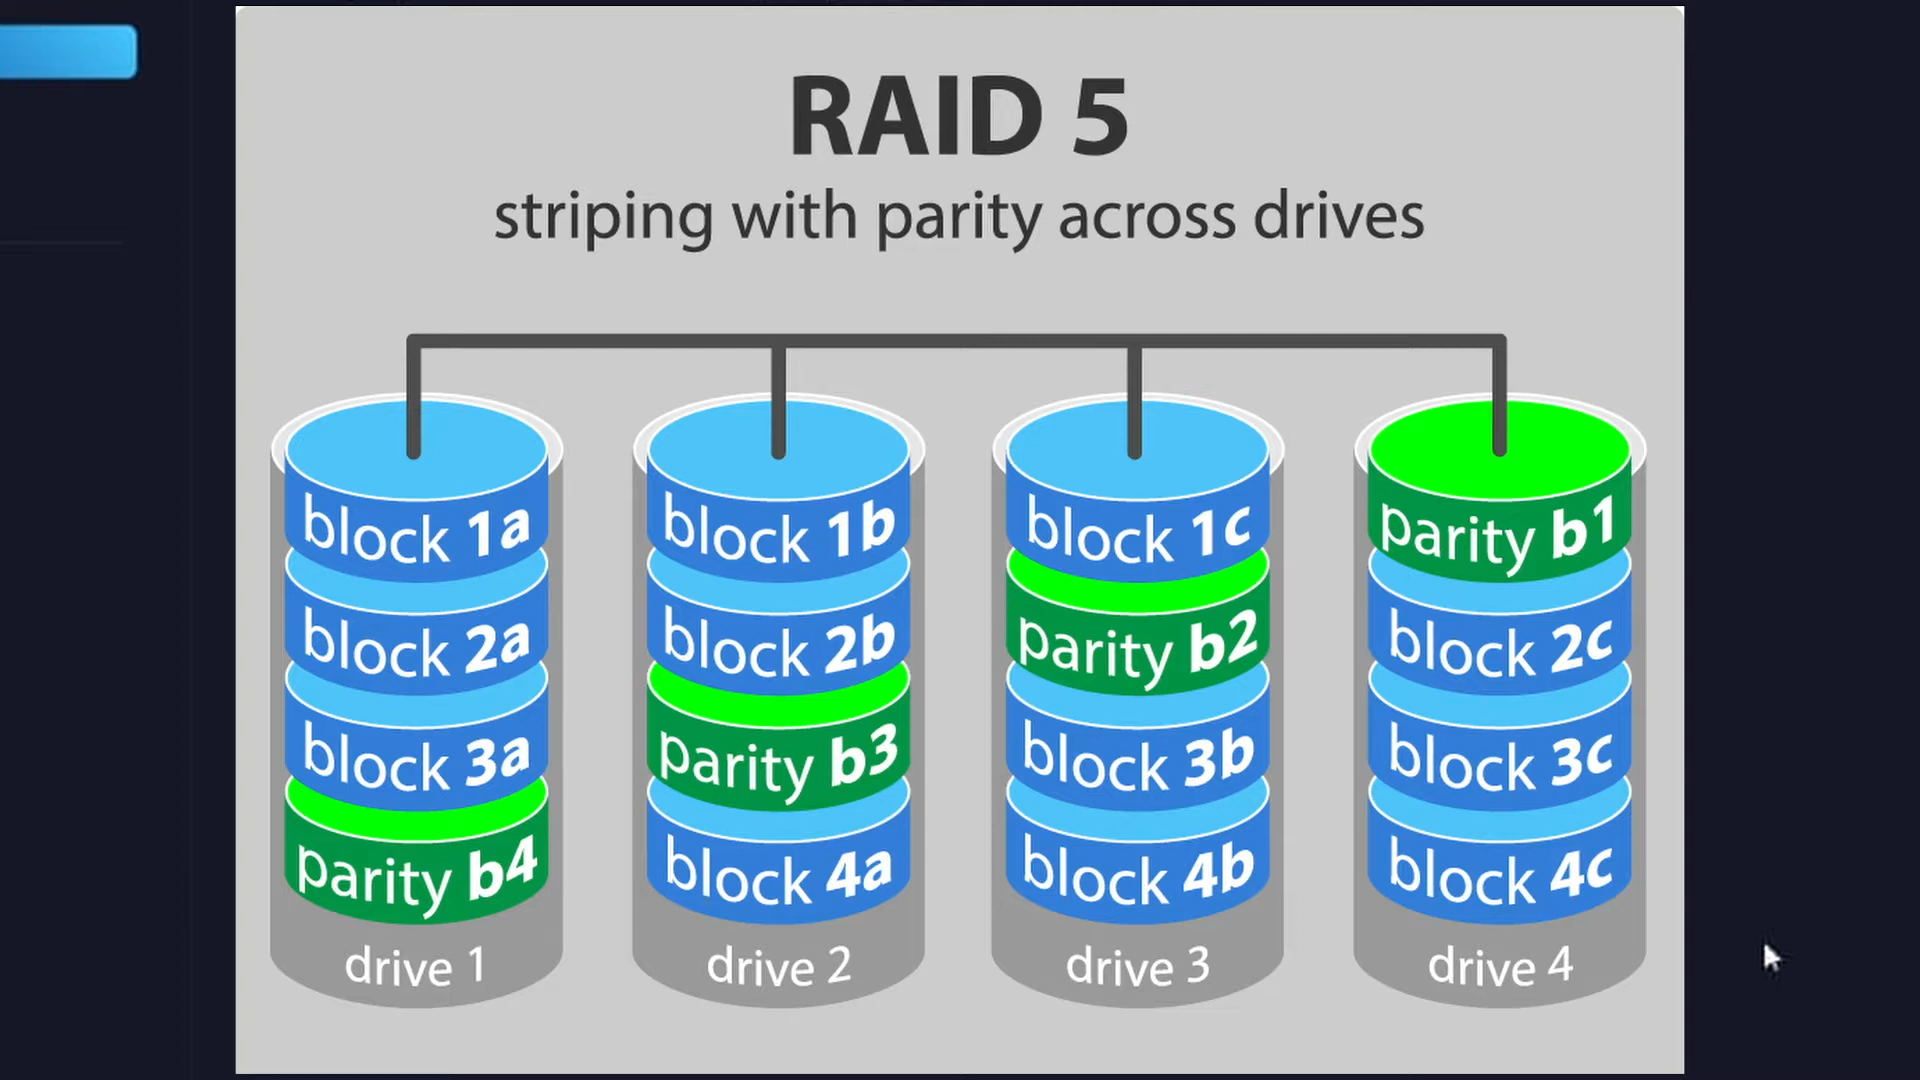 RAID 5
striping with parity across drives
block 1a
block 2a
block 3a
parity b4
drive 1
block 1b
block 2b
parity b3
block 4a
drive 2
block 1c
parity b2
block 3b
block 4b
drive 3
parity b1
block 2c
block 3c
block 4c
drive 4